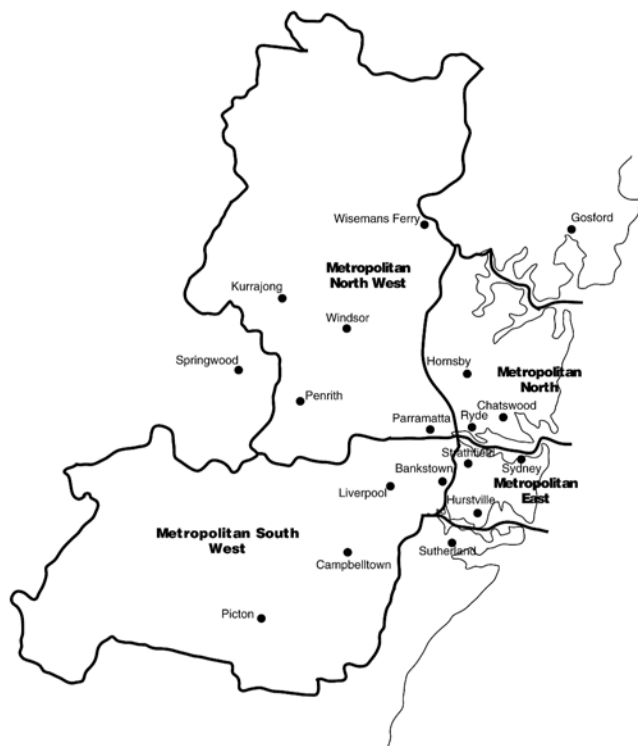 Wisemans Ferry
Gosford
Metropolitan
North West
Kurrajong
Windsor
Springwood
Hornsby
Metropolitan
North
Penrith
Chatswood
Parramatta
Ryde
Strathfield
Bankstown
Sydney
Liverpool
Metropolitan
East
Hurstville
Metropolitan South
West
Sutherland
Campbelltown
Picton